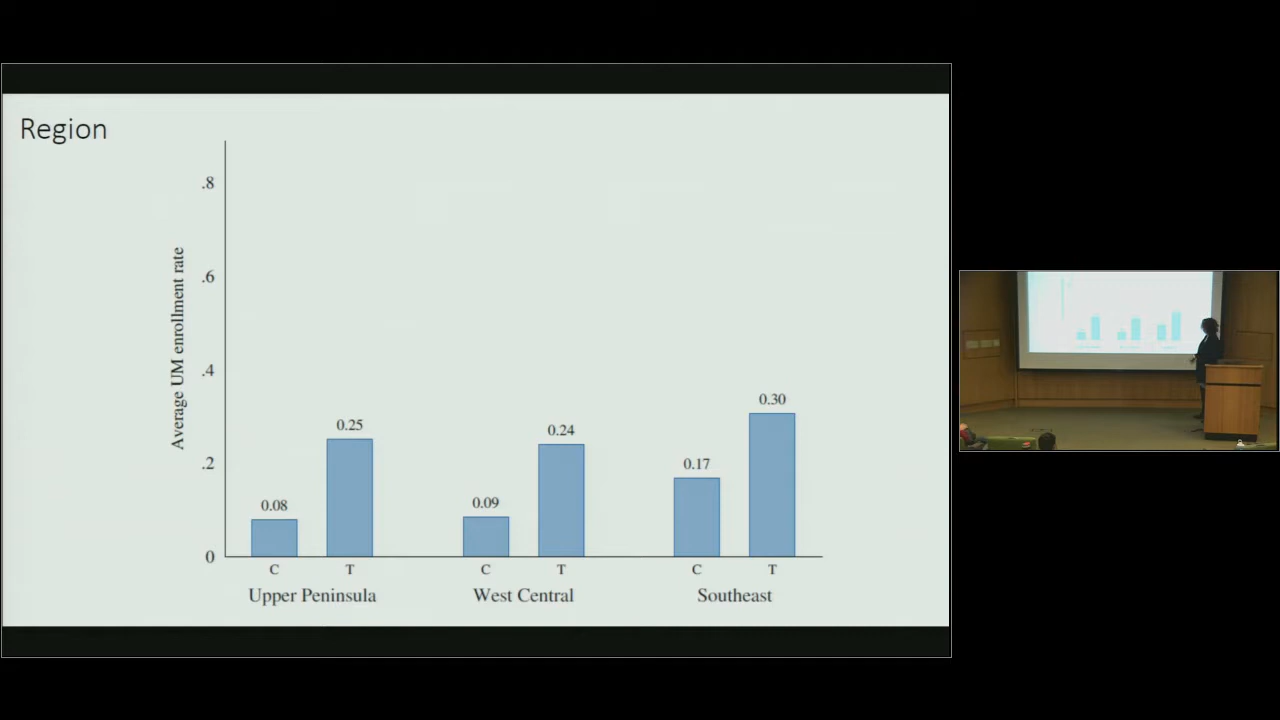 Region
.8
.6
.4
.2
0
Average UM enrollment rate
0.08
0.25
0.09
0.24
0.17
0.30
C T C T C T
Upper Peninsula West Central Southeast